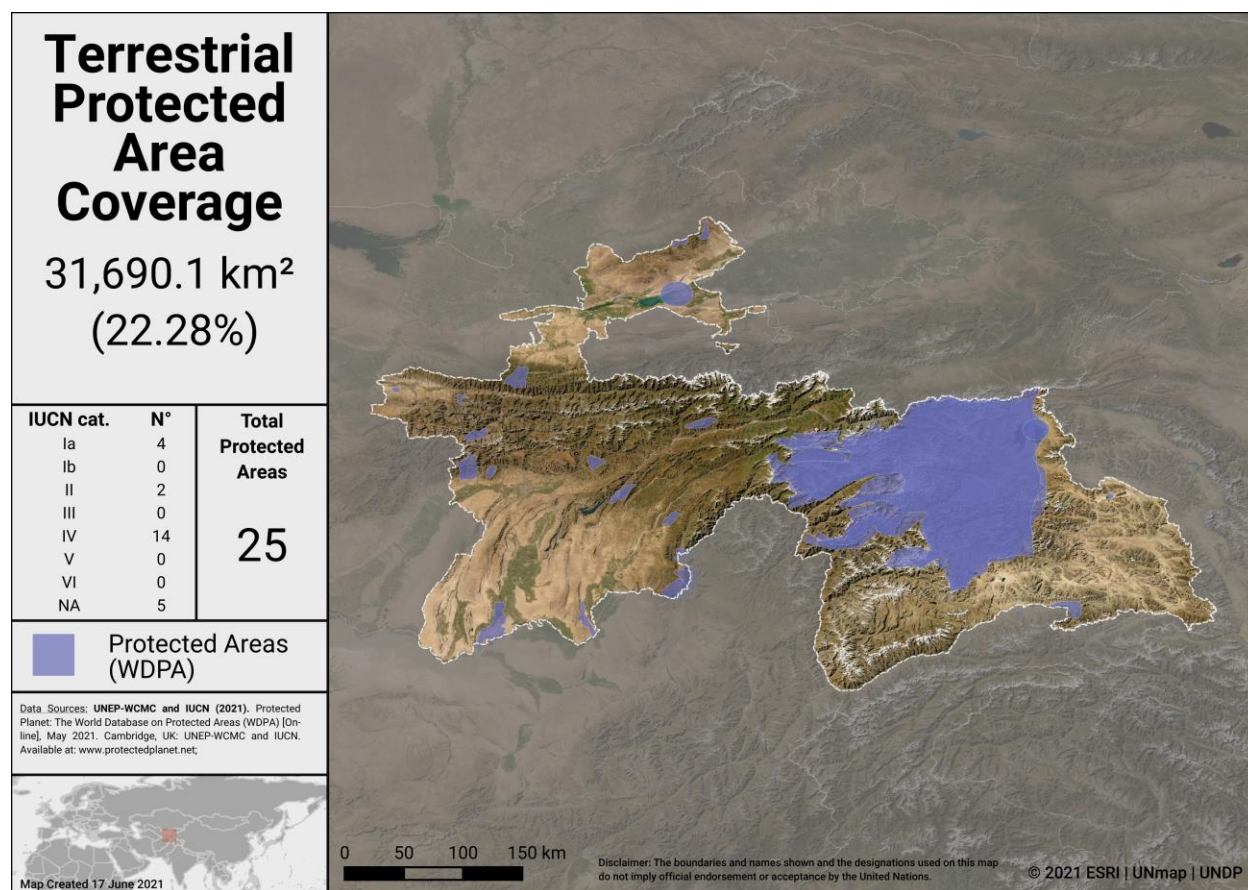 Terrestrial
Protected
Area
Coverage
31,690.1 km²
(22.28%)
IUCN cat. N°
Ia 4
Ib 0
II 2
III 0
IV 14
V 0
VI 0
NA 5
Total
Protected
Areas
25
Protected Areas
(WDPA)
Data Sources: UNEP-WCMC and IUCN (2021). Protected
Planet: The World Database on Protected Areas (WDPA) [On-
line], May 2021. Cambridge, UK: UNEP-WCMC and IUCN.
Available at: www.protectedplanet.net;
Map Created 17 June 2021
0 50 100 150 km
Disclaimer: The boundaries and names shown and the designations used on this map
do not imply official endorsement or acceptance by the United Nations.
© 2021 ESRI | UNmap | UNDP